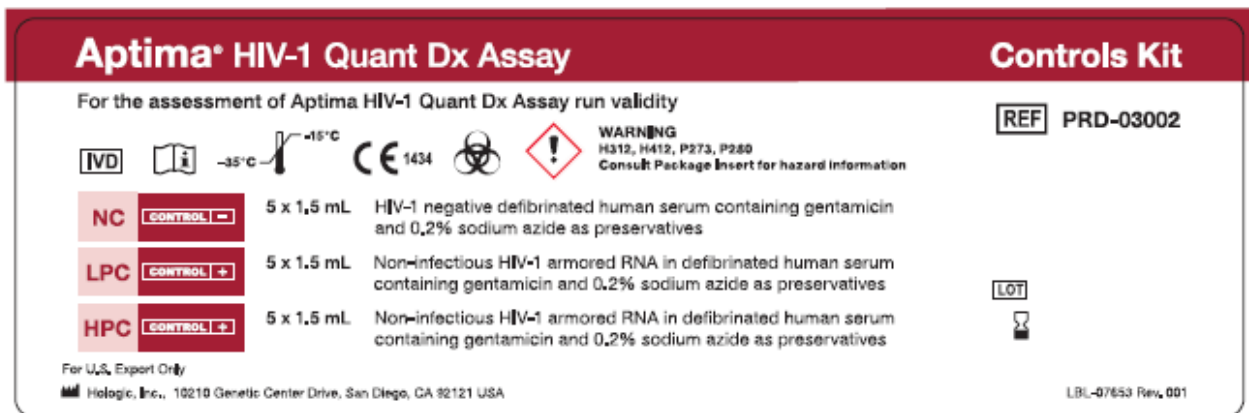 Aptima® HIV-1 Quant Dx Assay
Controls Kit
For the assessment of Aptima HIV-1 Quant Dx Assay run validity
REF PRD-03002
IVD
-35°C
-15°C
CE 1434
WARNING
H312, H412, P273, P280
Consult Package Insert for hazard information
NC CONTROL - 5 x 1.5 mL HIV-1 negative defibrinated human serum containing gentamicin
and 0.2% sodium azide as preservatives
LPC CONTROL + 5 x 1.5 mL Non-infectious HIV-1 armored RNA in defibrinated human serum
containing gentamicin and 0.2% sodium azide as preservatives
HPC CONTROL + 5 x 1.5 mL Non-infectious HIV-1 armored RNA in defibrinated human serum
containing gentamicin and 0.2% sodium azide as preservatives
LOT
For U.S. Export Only
Hologic, Inc., 10210 Genetic Center Drive, San Diego, CA 92121 USA
LBL-07653 Rev. 001